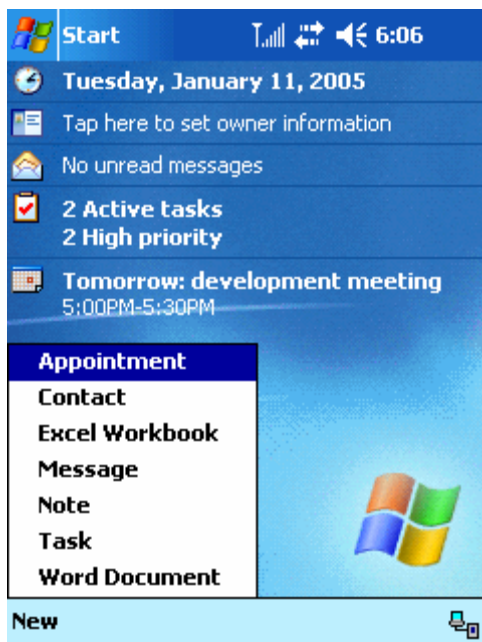 Start 6:06
Tuesday, January 11, 2005
Tap here to set owner information
No unread messages
2 Active tasks
2 High priority
Tomorrow: development meeting
5:00PM-5:30PM
Appointment
Contact
Excel Workbook
Message
Note
Task
Word Document
New